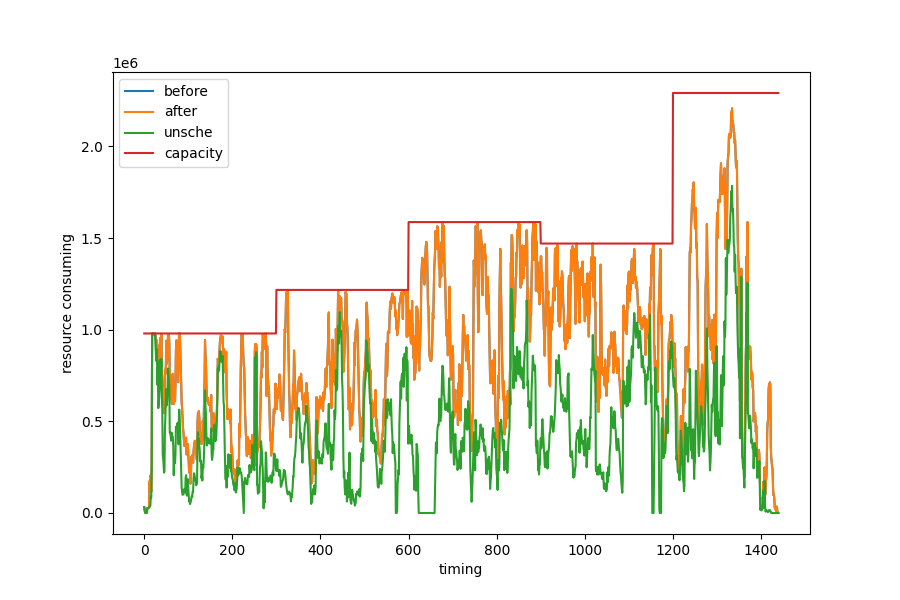 1e6
before
after
unsche
capacity
2.0
1.5
1.0
0.5
0.0
resource consuming
0 200 400 600 800 1000 1200 1400
timing